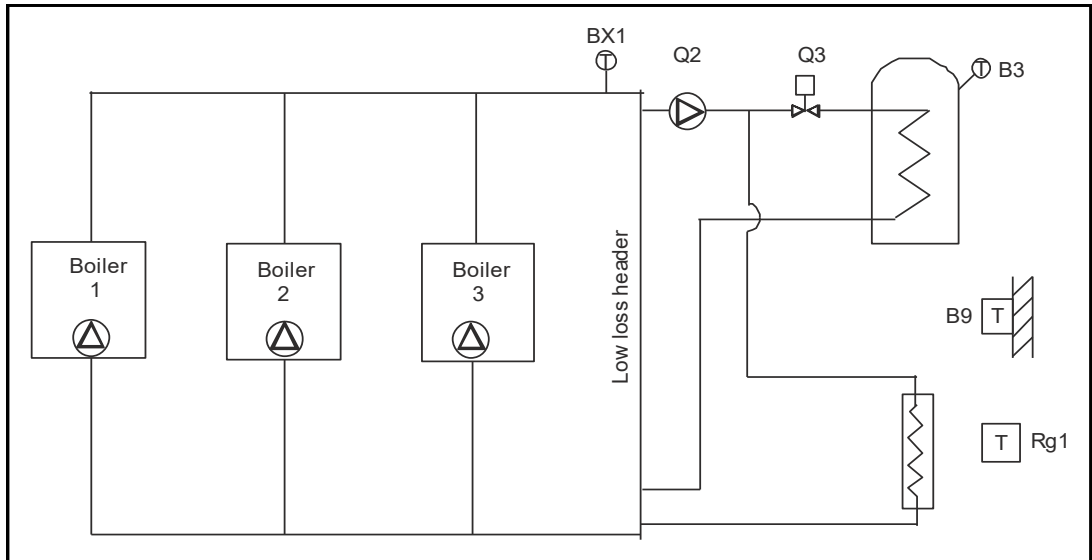 BX1
T
Q2
Q3
T
B3
Boiler
1
Boiler
2
Boiler
3
Low loss header
B9
T
T
Rg1